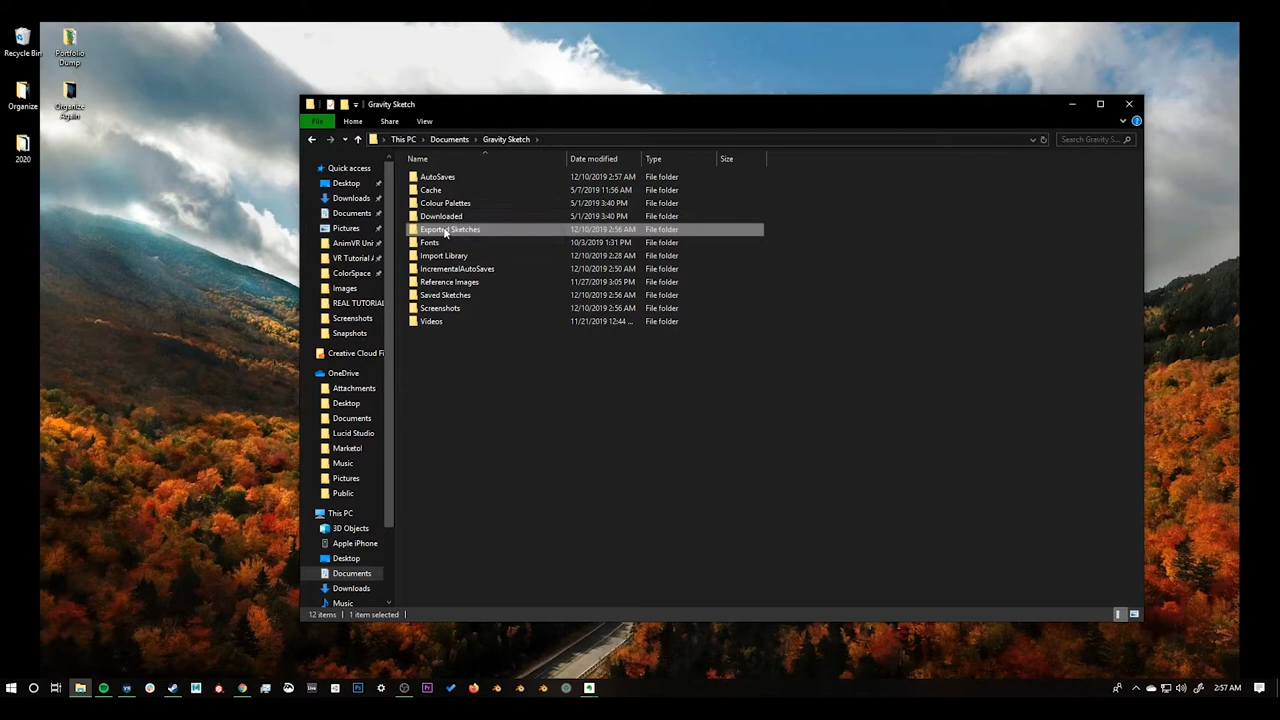 Recycle Bin
Portfolio
Dump
Organize
Organize
Again
2020
Gravity Sketch
File
Home
Share
View
This PC
Documents
Gravity Sketch
Search Gravity S...
Name
Date modified
Type
Size
AutoSaves 12/10/2019 2:57 AM File folder
Cache 5/7/2019 11:56 AM File folder
Colour Palettes 5/1/2019 3:40 PM File folder
Downloaded 5/1/2019 3:40 PM File folder
Exported Sketches 12/10/2019 2:56 AM File folder
Fonts 10/3/2019 1:31 PM File folder
Import Library 12/10/2019 2:28 AM File folder
IncrementalAutoSaves 12/10/2019 2:50 AM File folder
Reference Images 11/27/2019 3:05 PM File folder
Saved Sketches 12/10/2019 2:56 AM File folder
Screenshots 12/10/2019 2:56 AM File folder
Videos 11/21/2019 12:44 ... File folder
Quick access
Desktop
Downloads
Documents
Pictures
AnimVR Uni
VR Tutorial
ColorSpace
Images
REAL TUTORIAL
Screenshots
Snapshots
Creative Cloud Fi
OneDrive
Attachments
Desktop
Documents
Lucid Studio
Marketol
Music
Pictures
Public
This PC
3D Objects
Apple iPhone
Desktop
Documents
Downloads
Music
12 items
1 item selected
2:57 AM